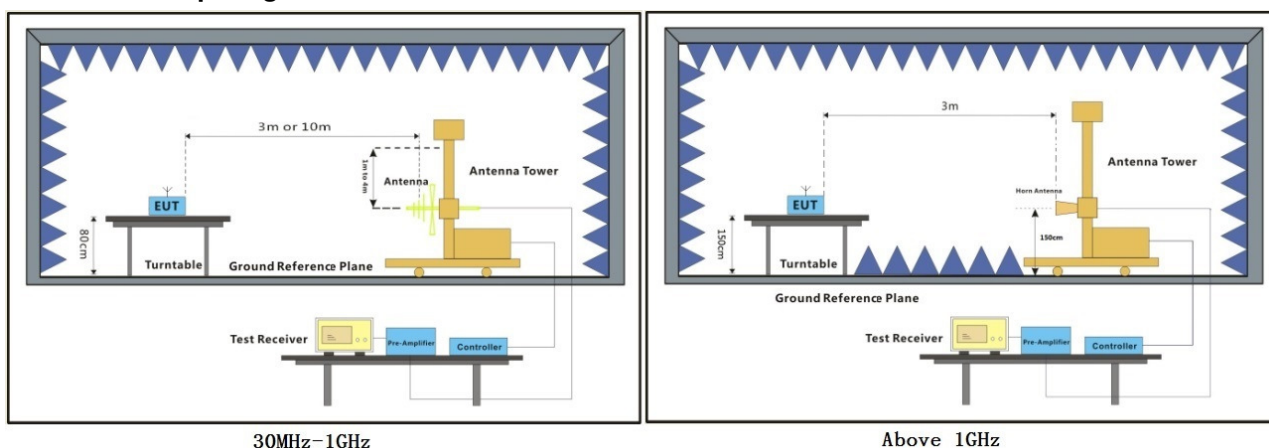 3m or 10m
1m to 4m
Antenna
Antenna Tower
EUT
80cm
Turntable
Ground Reference Plane
Test Receiver
Pre-Amplifier
Controller
30MHz-1GHz
3m
Antenna Tower
Horn Antenna
EUT
150cm
150cm
Turntable
Ground Reference Plane
Test Receiver
Pre-Amplifier
Controller
Above 1GHz